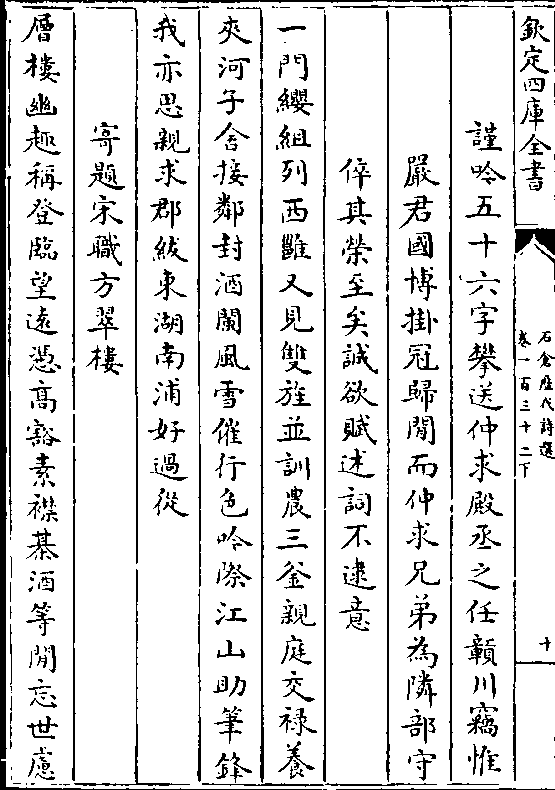 欽定四庫全書
石倉歷代詩選
卷一百三十二下
十
謹吟五十六字攀送仲求殿丞之任贑川竊惟
嚴君國博掛冠歸閒而仲求兄弟為隣部守
倅其榮至矣誠欲賦述詞不逮意
一門纓組列西雝又見雙旌並訓農三釜親庭交禄養
夾河子舍接鄰封酒闌風雪催行色吟際江山助筆鋒
我亦思親求郡紱東湖南浦好過從
寄題宋職方翠樓
層樓幽趣稱登臨望遠憑髙豁素襟棊酒等閒忘世慮